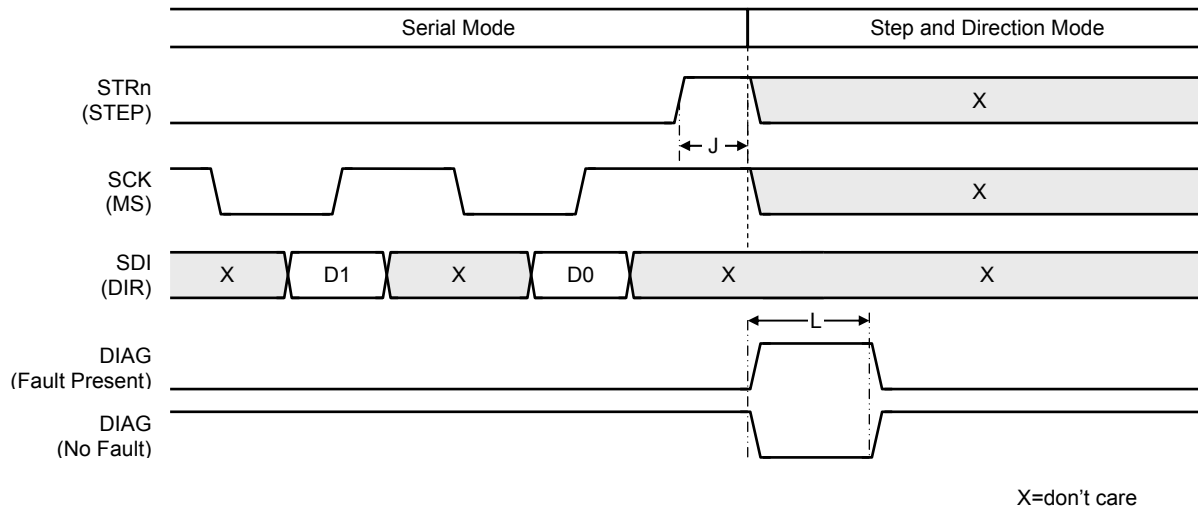 Serial Mode
Step and Direction Mode
STRn
(STEP)
X
J
SCK
(MS)
X
SDI
(DIR)
X
D1
X
D0
X
X
L
DIAG
(Fault Present)
DIAG
(No Fault)
X=don't care